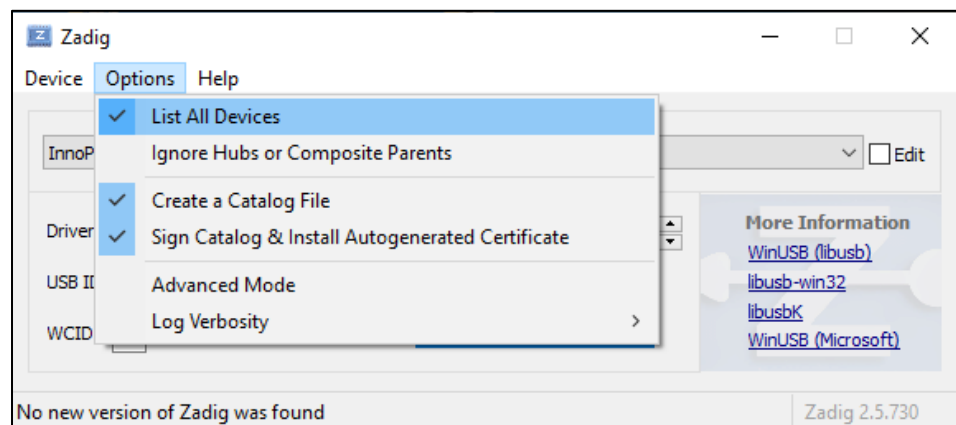 Zadig
Device Options Help
List All Devices
InnoP Ignore Hubs or Composite Parents Edit
Create a Catalog File
Driver Sign Catalog & Install Autogenerated Certificate
More Information
WinUSB (libusb)
USB Advanced Mode
libusb-win32
Log Verbosity
libusbK
WCID
WinUSB (Microsoft)
No new version of Zadig was found
Zadig 2.5.730